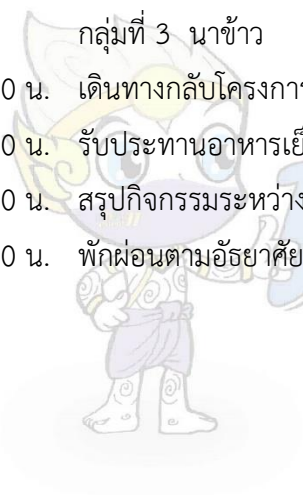 กลุ่มที่ 3 นาข้าว
0 น. เดินทางกลับโครงการ
0 น. รับประทานอาหารเย็
0 น. สรุปกิจกรรมระหว่าง
0 น. พักผ่อนตามอัธยาศัย